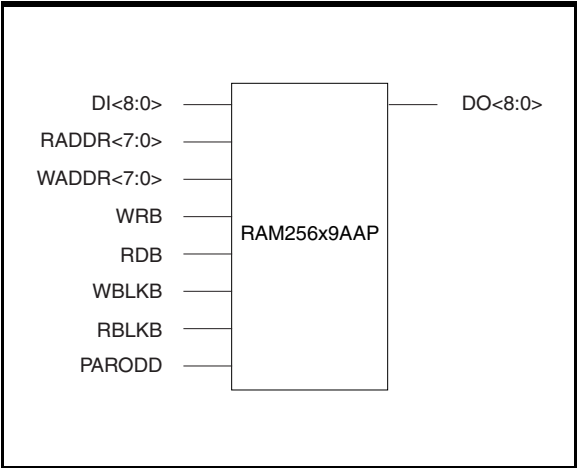 DI<8:0>
DO<8:0>
RADDR<7:0>
WADDR<7:0>
WRB
RAM256x9AAP
RDB
WBLKB
RBLKB
PARODD